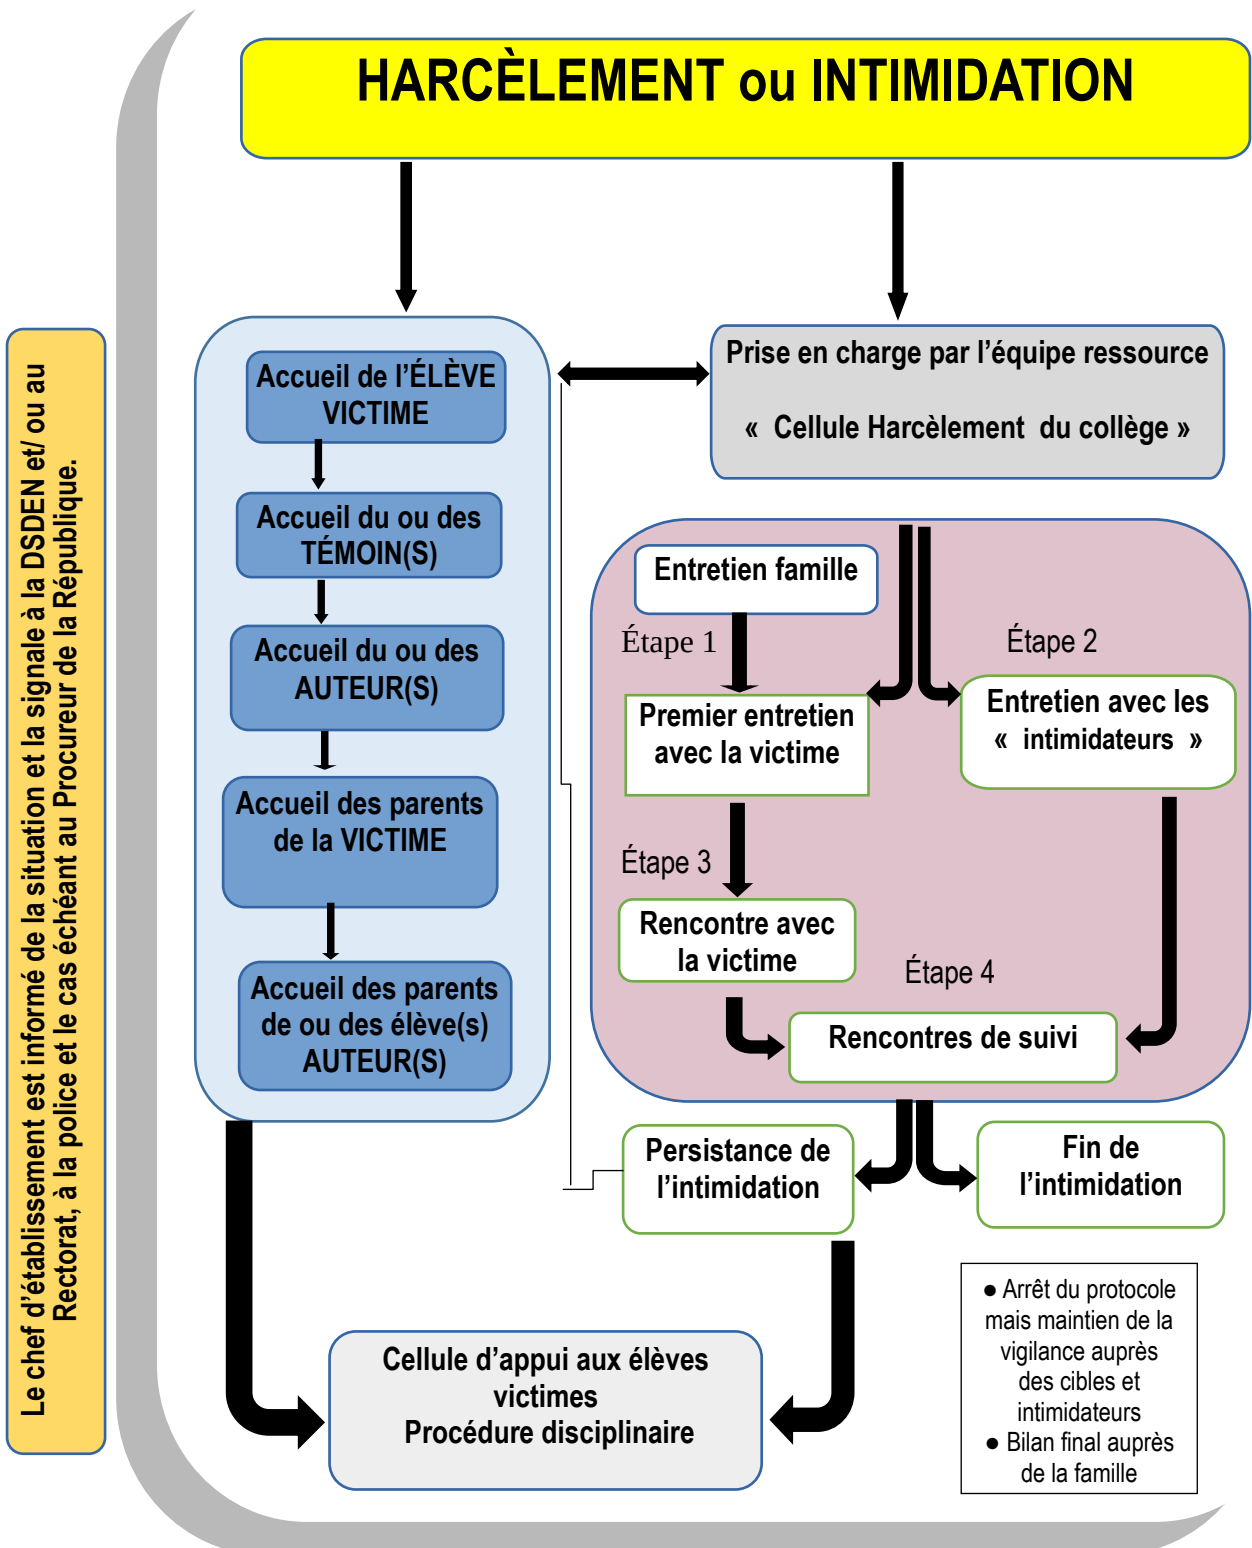 HARCÈLEMENT ou INTIMIDATION
Le chef d'établissement est informé de la situation et la signale à la DSDEN et/ ou au
Rectorat, à la police et le cas échéant au Procureur de la République.
Accueil de l'ÉLÈVE
VICTIME
Accueil du ou des
TÉMOIN(S)
Accueil du ou des
AUTEUR(S)
Accueil des parents
de la VICTIME
Accueil des parents
de ou des élève(s)
AUTEUR(S)
Prise en charge par l'équipe ressource
« Cellule Harcèlement du collège »
Entretien famille
Étape 1
Étape 2
Premier entretien
avec la victime
Entretien avec les
« intimidateurs »
Étape 3
Rencontre avec
la victime
Étape 4
Rencontres de suivi
Persistance de
l'intimidation
Fin de
l'intimidation
● Arrêt du protocole
mais maintien de la
vigilance auprès
des cibles et
intimidateurs
● Bilan final auprès
de la famille
Cellule d'appui aux élèves
victimes
Procédure disciplinaire